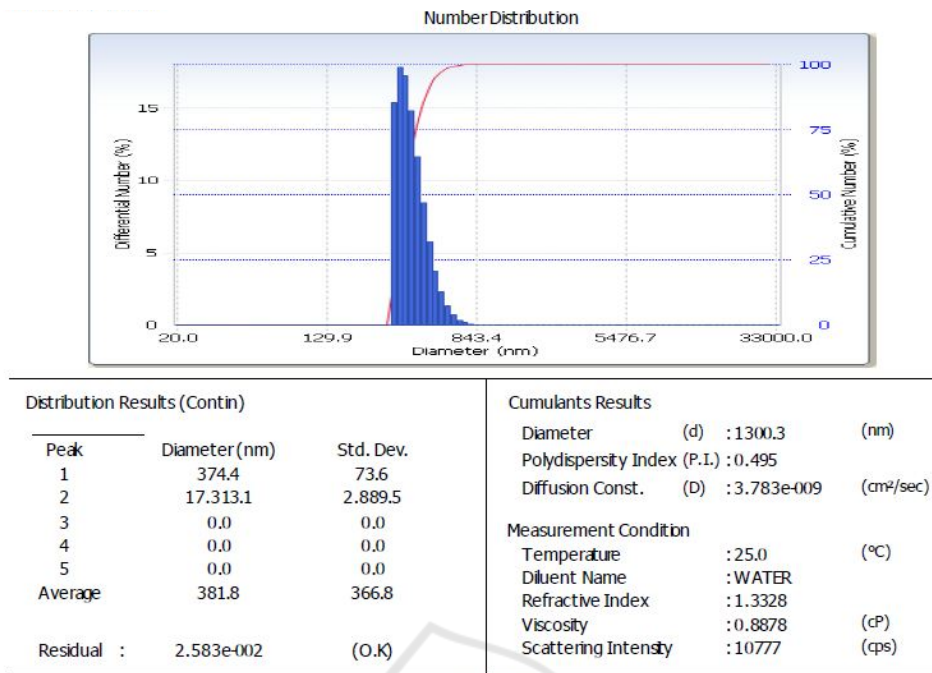 Number Distribution
Differential Number (%)
15
10
5
0
100
75
50
25
0
Cumulative Number (%)
20.0 129.9 843.4 5476.7 33000.0
Diameter (nm)
Distribution Results (Contin)
Peak Diameter (nm) Std. Dev.
1 374.4 73.6
2 17.313.1 2.889.5
3 0.0 0.0
4 0.0 0.0
5 0.0 0.0
Average 381.8 366.8
Residual : 2.583e-002 (O.K)
Cumulants Results
Diameter (d) : 1300.3 (nm)
Polydispersity Index (P.I.) : 0.495
Diffusion Const. (D) : 3.783e-009 (cm²/sec)
Measurement Condition
Temperature : 25.0 (°C)
Diluent Name : WATER
Refractive Index : 1.3328
Viscosity : 0.8878 (cP)
Scattering Intensity : 10777 (cps)